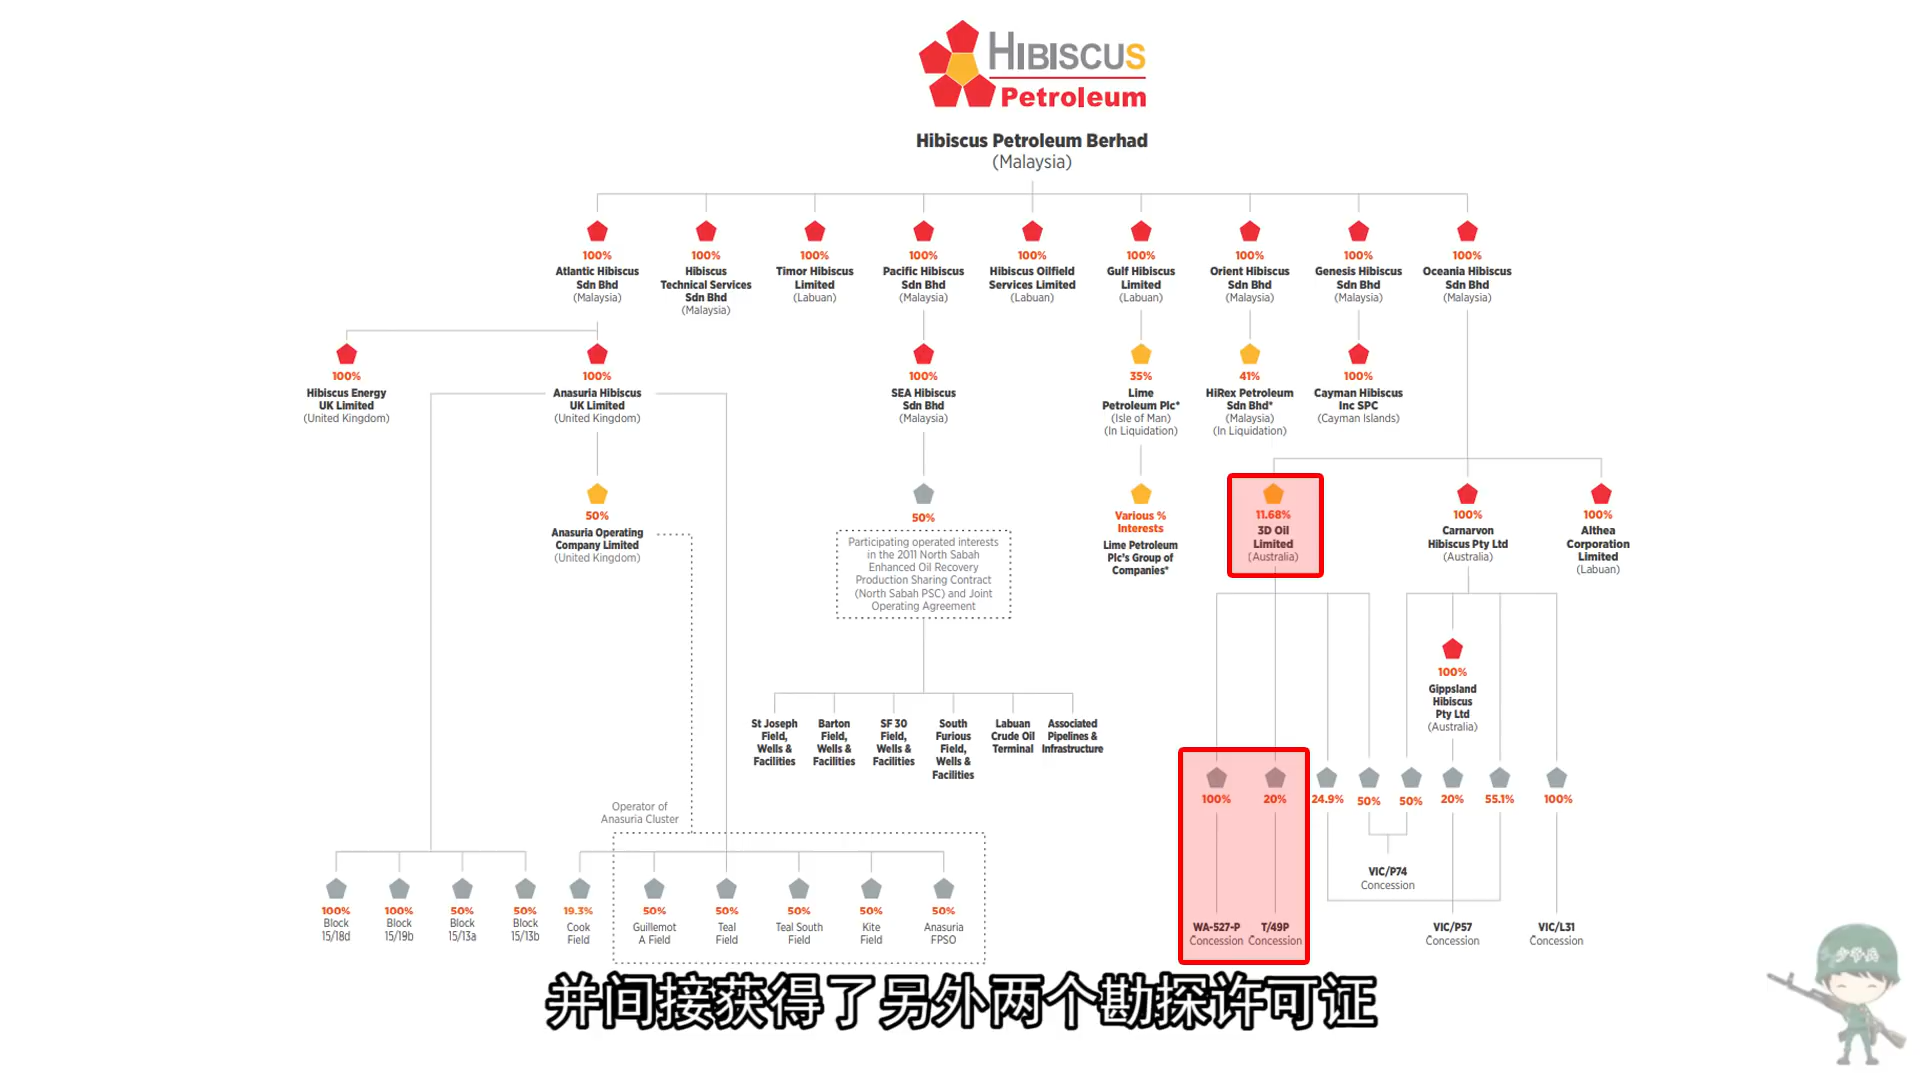 HIBISCUS
Petroleum
Hibiscus Petroleum Berhad
(Malaysia)
100%
Atlantic Hibiscus
Sdn Bhd
(Malaysia)
100%
Hibiscus
Technical Services
Sdn Bhd
(Malaysia)
100%
Timor Hibiscus
Limited
(Labuan)
100%
Pacific Hibiscus
Sdn Bhd
(Malaysia)
100%
Hibiscus Oilfield
Services Limited
(Labuan)
100%
Gulf Hibiscus
Limited
(Labuan)
100%
Orient Hibiscus
Sdn Bhd
(Malaysia)
100%
Genesis Hibiscus
Sdn Bhd
(Malaysia)
100%
Oceania Hibiscus
Sdn Bhd
(Malaysia)
100%
Hibiscus Energy
UK Limited
(United Kingdom)
100%
Anasuria Hibiscus
UK Limited
(United Kingdom)
100%
SEA Hibiscus
Sdn Bhd
(Malaysia)
35%
Lime
Petroleum Plc*
(Isle of Man)
(In Liquidation)
41%
HiRex Petroleum
Sdn Bhd*
(Malaysia)
(In Liquidation)
100%
Cayman Hibiscus
Inc SPC
(Cayman Islands)
50%
Anasuria Operating
Company Limited
(United Kingdom)
50%
Participating operated interests
in the 2011 North Sabah
Enhanced Oil Recovery
Production Sharing Contract
(North Sabah PSC) and Joint
Operating Agreement
Various %
Interests
Lime Petroleum
Plc's Group of
Companies*
11.68%
3D Oil
Limited
(Australia)
100%
Carnarvon
Hibiscus Pty Ltd
(Australia)
100%
Althea
Corporation
Limited
(Labuan)
100%
Gippsland
Hibiscus
Pty Ltd
(Australia)
St Joseph
Field,
Wells &
Facilities
Barton
Field,
Wells &
Facilities
SF 30
Field,
Wells &
Facilities
South
Furious
Field,
Wells &
Facilities
Labuan
Crude Oil
Terminal
Associated
Pipelines &
Infrastructure
100%
20%
24.9%
50%
50%
20%
55.1%
100%
Operator of
Anasuria Cluster
VIC/P74
Concession
100%
Block
15/18d
100%
Block
15/19b
50%
Block
15/13a
50%
Block
15/13b
19.3%
Cook
Field
50%
Guillemot
A Field
50%
Teal
Field
50%
Teal South
Field
50%
Kite
Field
50%
Anasuria
FPSO
WA-527-P
Concession
T/49P
Concession
VIC/P57
Concession
VIC/L31
Concession
并间接获得了另外两个勘探许可证